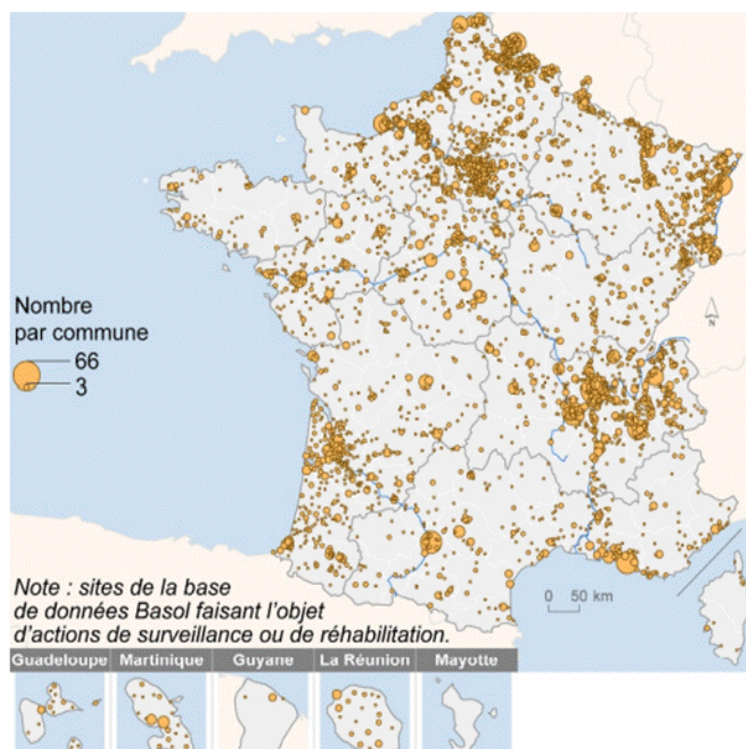 Nombre
par commune
66
3
N
0 50 km
Note : sites de la base
de données Basol faisant l'objet
d'actions de surveillance ou de réhabilitation.
Guadeloupe Martinique Guyane La Réunion Mayotte